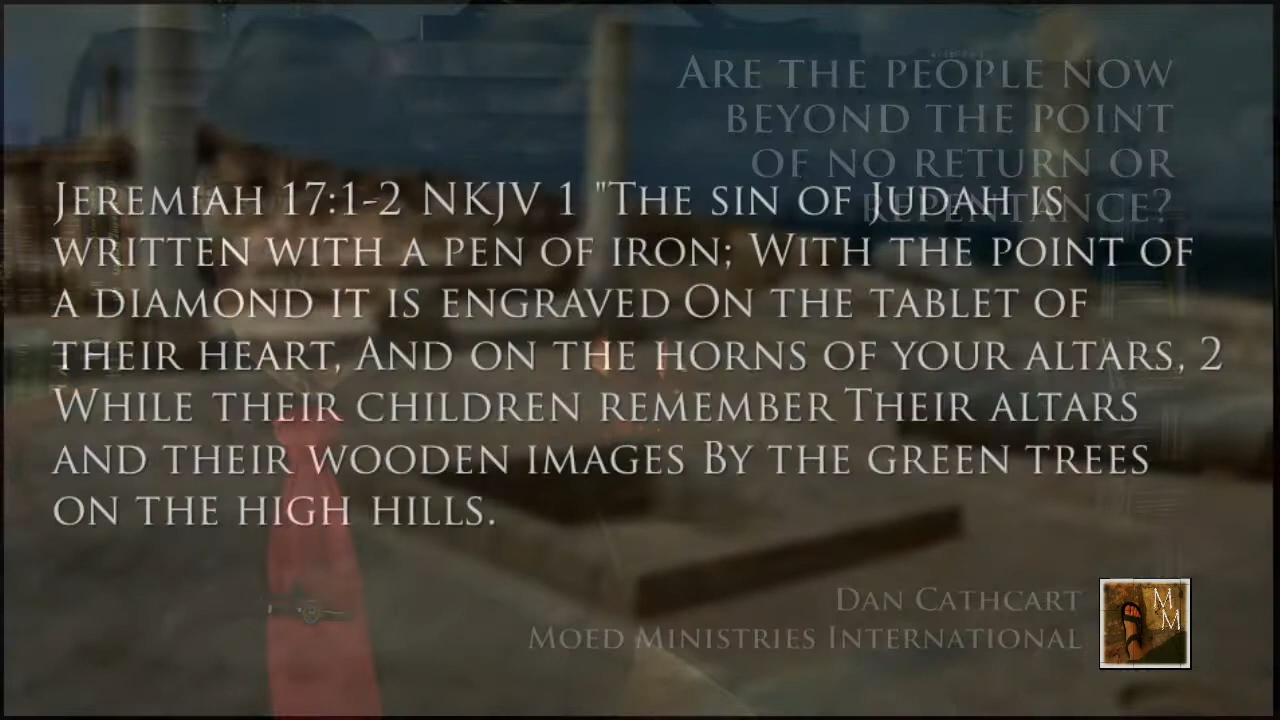 ARE THE PEOPLE NOW
BEYOND THE POINT
OF NO RETURN OR
REPENTANCE?
JEREMIAH 17:1-2 NKJV 1 "THE SIN OF JUDAH IS
WRITTEN WITH A PEN OF IRON; WITH THE POINT OF
A DIAMOND IT IS ENGRAVED ON THE TABLET OF
THEIR HEART, AND ON THE HORNS OF YOUR ALTARS, 2
WHILE THEIR CHILDREN REMEMBER THEIR ALTARS
AND THEIR WOODEN IMAGES BY THE GREEN TREES
ON THE HIGH HILLS.
DAN CATHCART
MOED MINISTRIES INTERNATIONAL
M
M